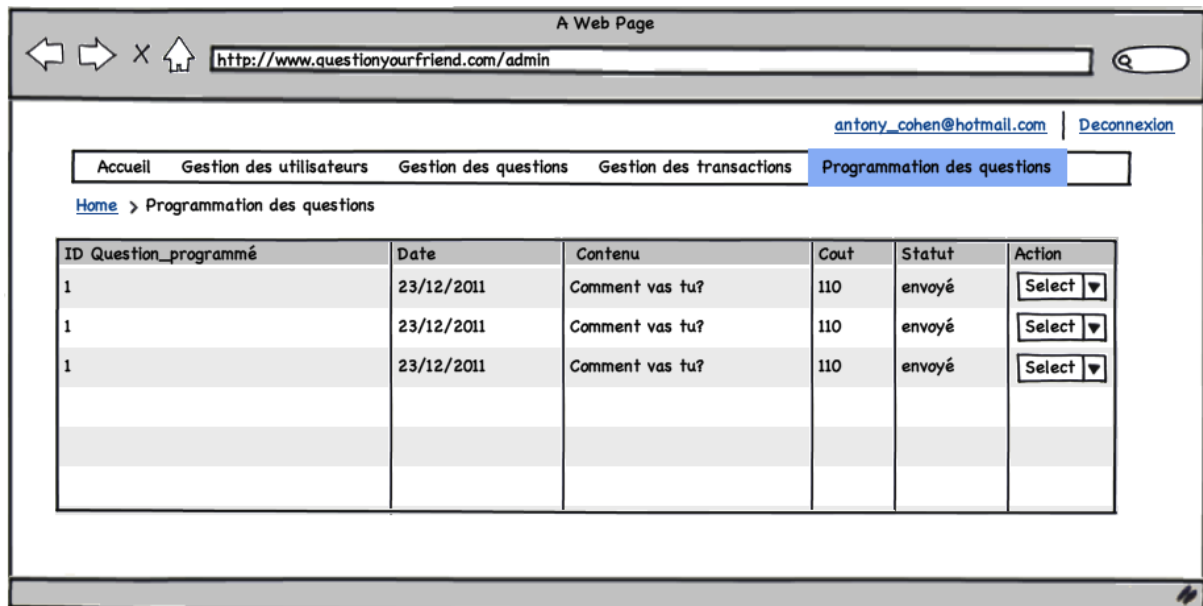 A Web Page
http://www.questionyourfriend.com/admin
antony_cohen@hotmail.com Deconnexion
Accueil Gestion des utilisateurs Gestion des questions Gestion des transactions Programmation des questions
Home > Programmation des questions
ID Question_programmé Date Contenu Cout Statut Action
1 23/12/2011 Comment vas tu? 110 envoyé Select
1 23/12/2011 Comment vas tu? 110 envoyé Select
1 23/12/2011 Comment vas tu? 110 envoyé Select